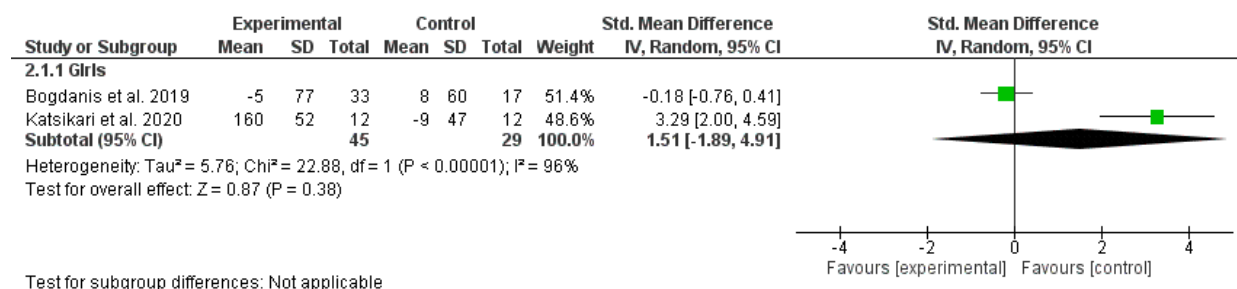 Experimental Control Std. Mean Difference Std. Mean Difference
Study or Subgroup Mean SD Total Mean SD Total Weight IV, Random, 95% CI IV, Random, 95% CI
2.1.1 Girls
Bogdanis et al. 2019 -5 77 33 8 60 17 51.4% -0.18 [-0.76, 0.41]
Katsikari et al. 2020 160 52 12 -9 47 12 48.6% 3.29 [2.00, 4.59]
Subtotal (95% CI) 45 29 100.0% 1.51 [-1.89, 4.91]
Heterogeneity: Tau² = 5.76; Chi² = 22.88, df = 1 (P < 0.00001); I² = 96%
Test for overall effect: Z = 0.87 (P = 0.38)
-4 -2 0 2 4
Favours [experimental] Favours [control]
Test for subgroup differences: Not applicable